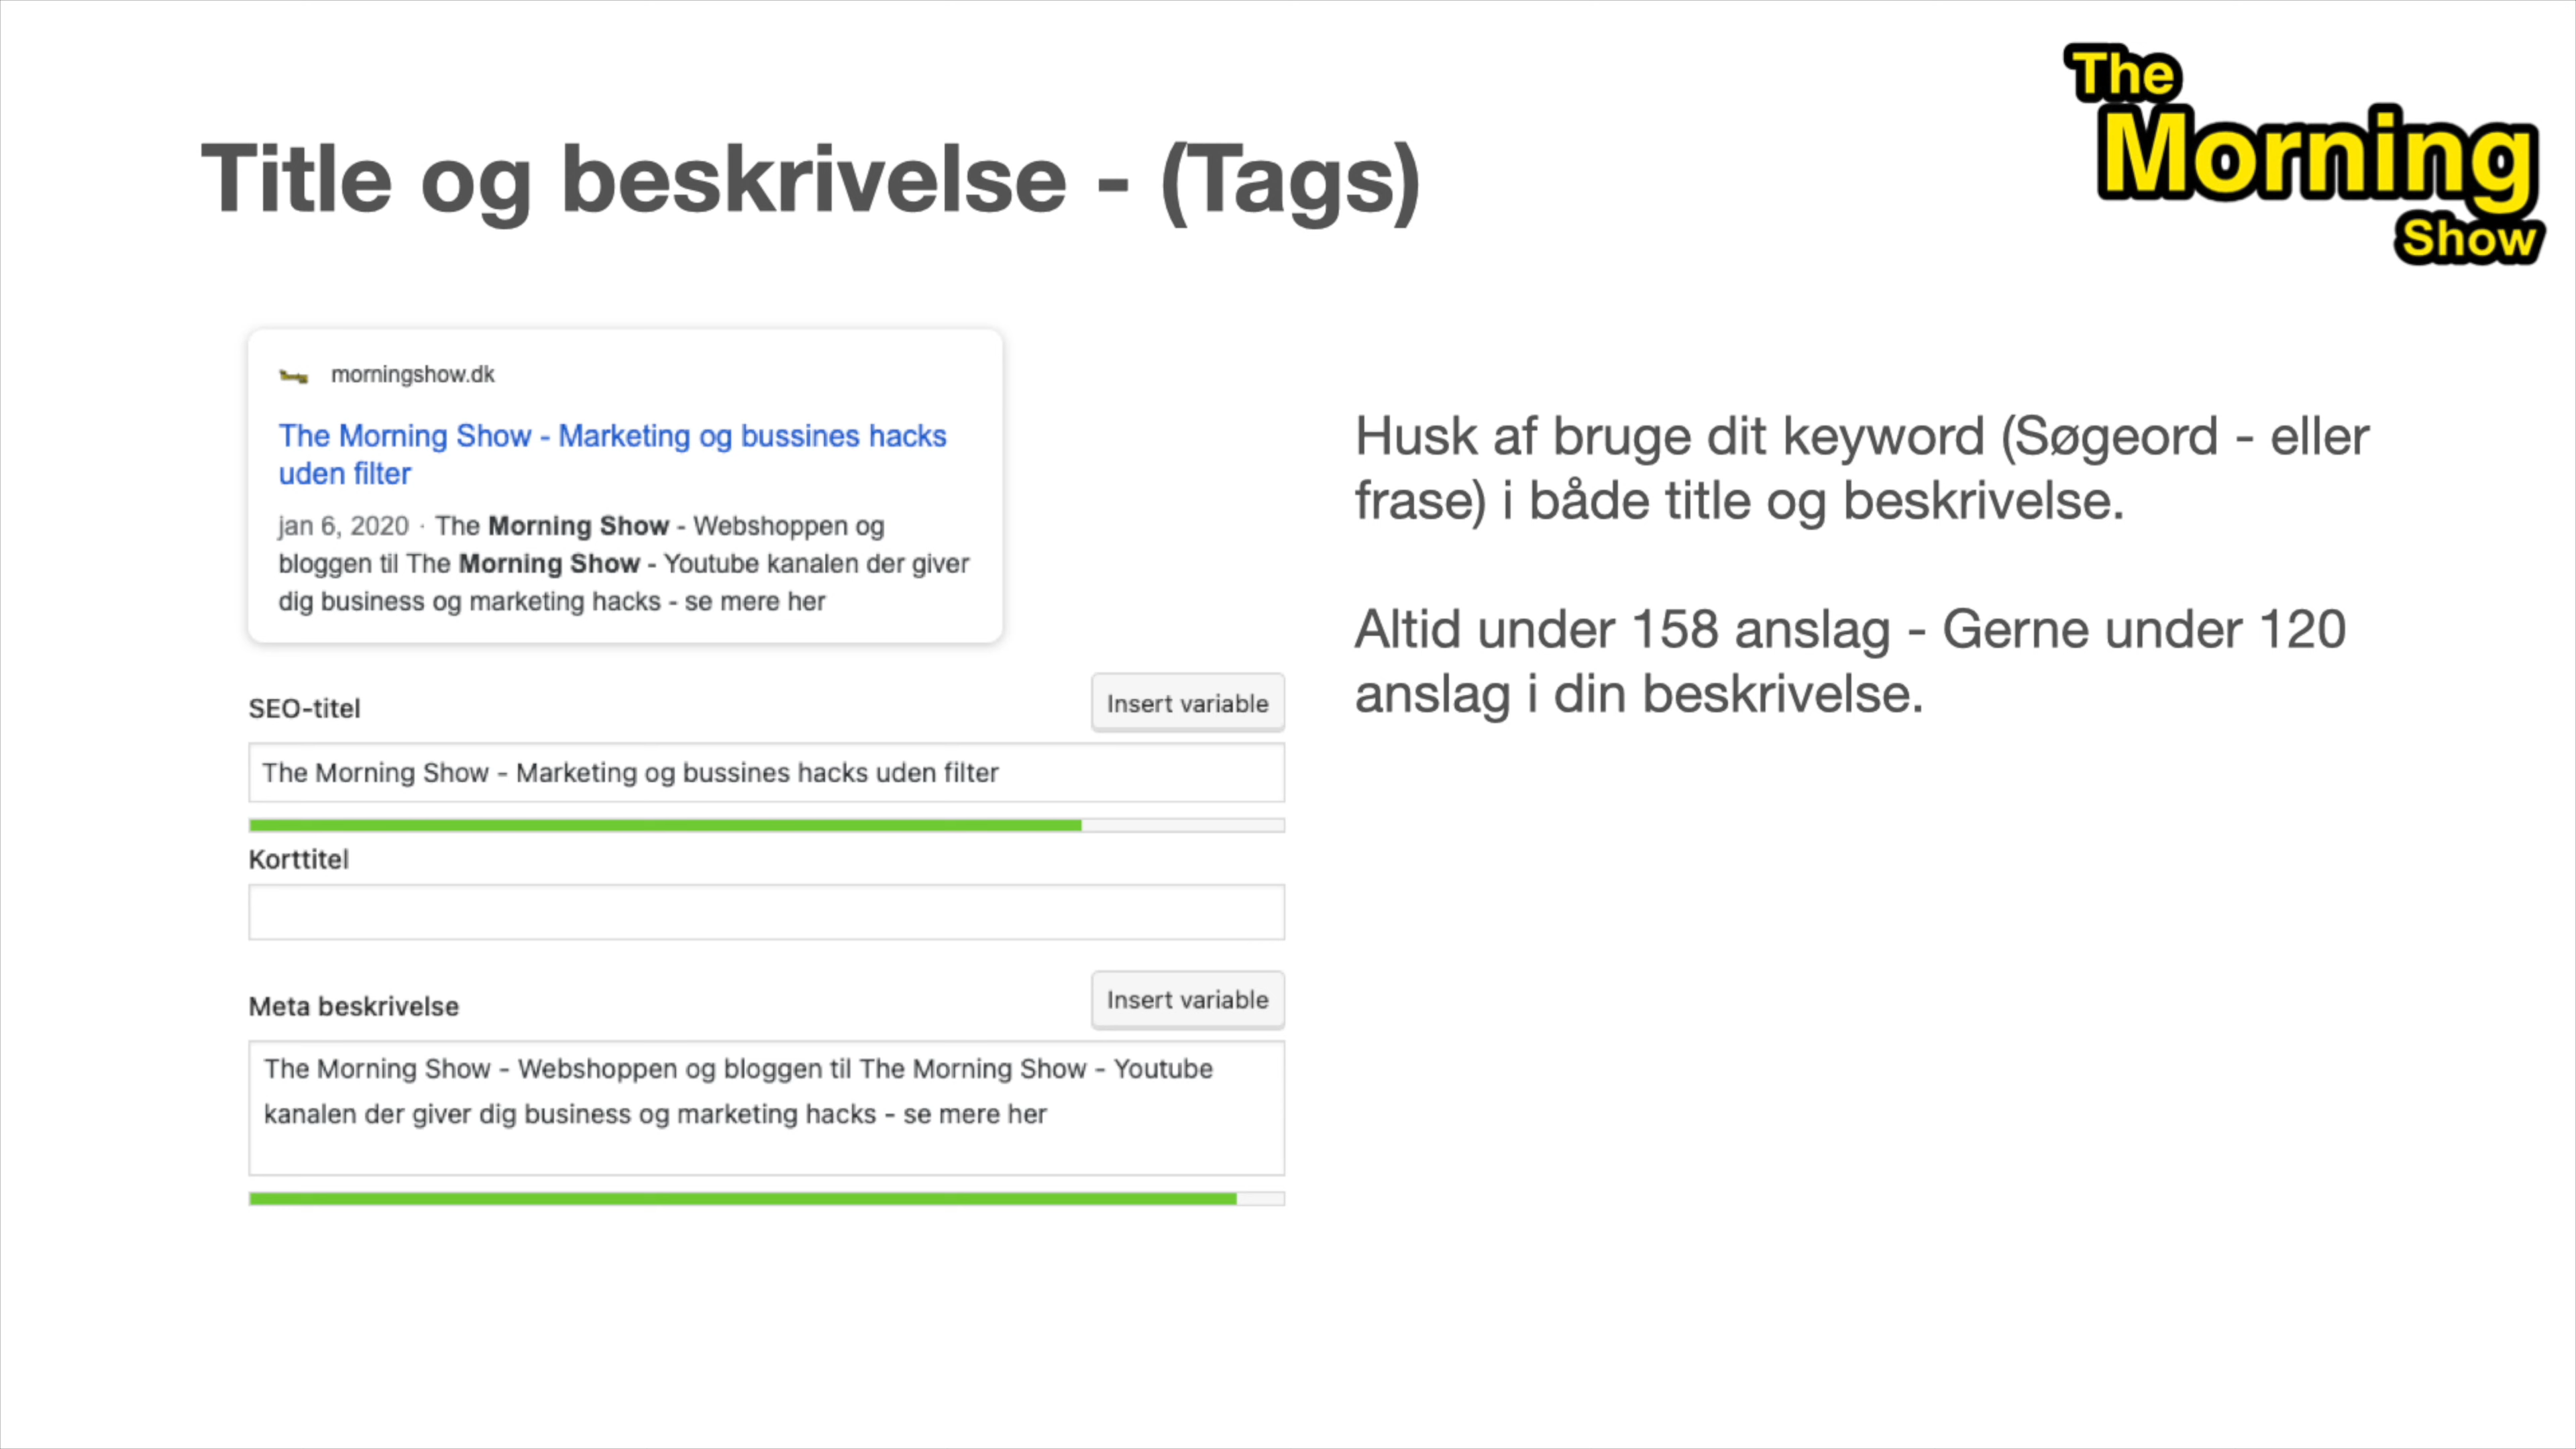 The
Morning
Show
Title og beskrivelse - (Tags)
morningshow.dk
The Morning Show - Marketing og bussines hacks
uden filter
jan 6, 2020 · The Morning Show - Webshoppen og
bloggen til The Morning Show - Youtube kanalen der giver
dig business og marketing hacks - se mere her
SEO-titel
Insert variable
The Morning Show - Marketing og bussines hacks uden filter
Korttitel
Meta beskrivelse
Insert variable
The Morning Show - Webshoppen og bloggen til The Morning Show - Youtube
kanalen der giver dig business og marketing hacks - se mere her
Husk af bruge dit keyword (Søgeord - eller
frase) i både title og beskrivelse.
Altid under 158 anslag - Gerne under 120
anslag i din beskrivelse.